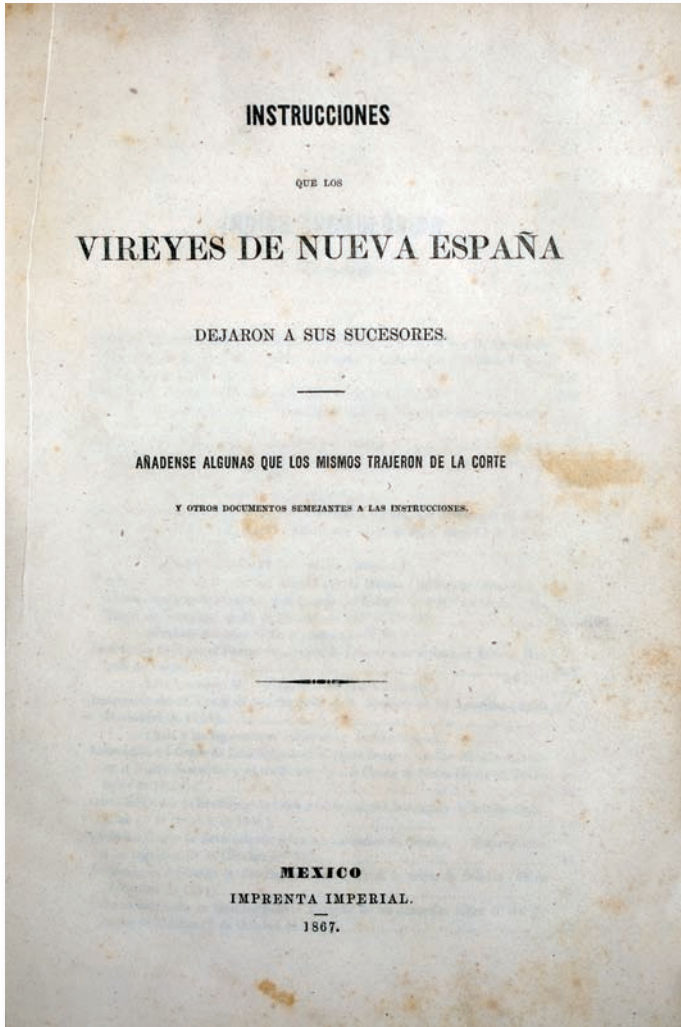 INSTRUCCIONES
QUE LOS
VIREYES DE NUEVA ESPAÑA
DEJARON A SUS SUCESORES.
AÑADENSE ALGUNAS QUE LOS MISMOS TRAJERON DE LA CORTE
Y OTROS DOCUMENTOS SEMEJANTES A LAS INSTRUCCIONES.
MEXICO
IMPRENTA IMPERIAL.
1867.